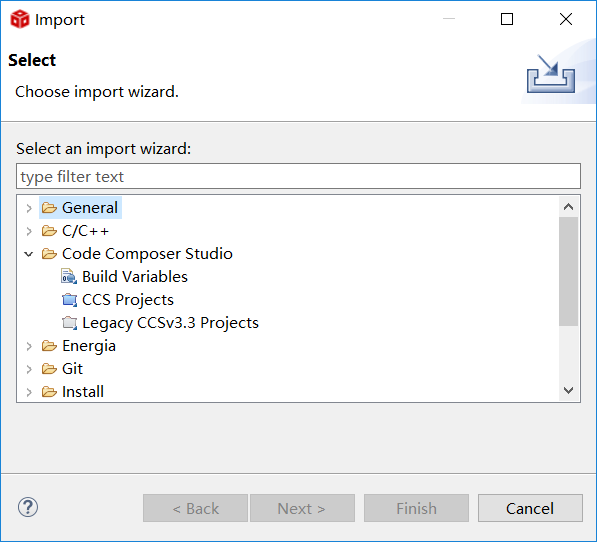 Import
Select
Choose import wizard.
Select an import wizard:
type filter text
General
C/C++
Code Composer Studio
Build Variables
CCS Projects
Legacy CCSv3.3 Projects
Energia
Git
Install
?
< Back
Next >
Finish
Cancel